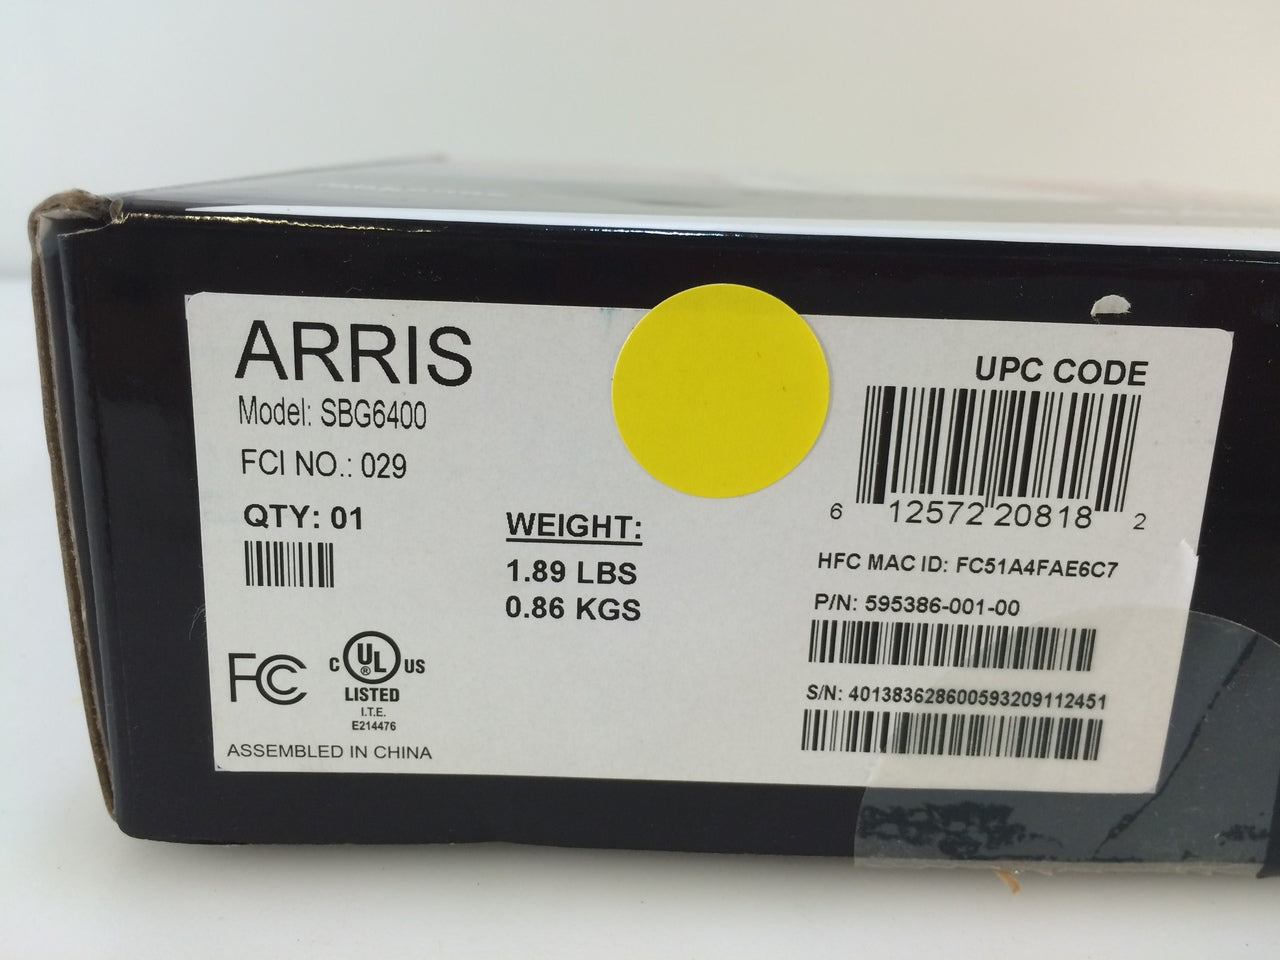 ARRIS
Model: SBG6400
FCI NO.: 029
QTY: 01
WEIGHT:
1.89 LBS
0.86 KGS
FCC
C UL US
®
LISTED
I.T.E.
E214476
ASSEMBLED IN CHINA
UPC CODE
6 12572 20818 2
HFC MAC ID: FC51A4FAE6C7
P/N: 595386-001-00
S/N: 401383628600593209112451